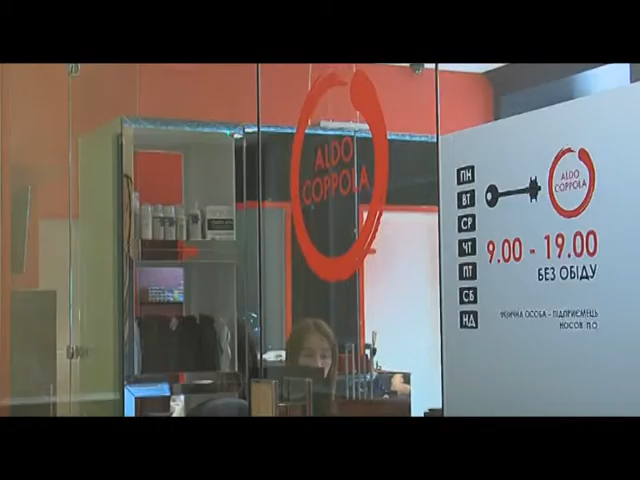 ALDO
COPPOLA
ПН
ВТ
СР
ЧТ
ПТ
СБ
НД
ALDO
COPPOLA
9.00 - 19.00
БЕЗ ОБІДУ
ФІЗИЧНА ОСОБА - ПІДПРИЄМЕЦЬ
НОСОВ П.О